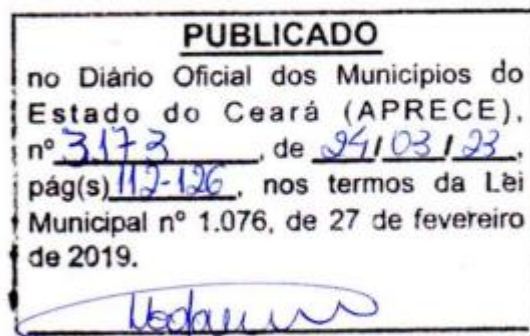 PUBLICADO
no Diário Oficial dos Municípios do
Estado do Ceará (APRECE),
nº 3173, de 24/03/23,
pág(s) 112-126, nos termos da Lei
Municipal nº 1.076, de 27 de fevereiro
de 2019.